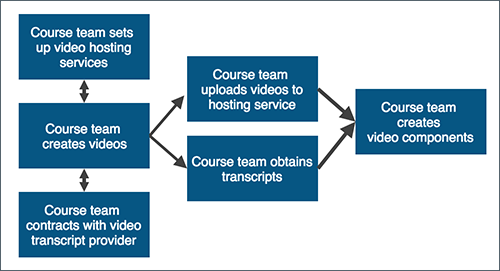 Course team sets
up video hosting
services
Course team
creates videos
Course team
contracts with video
transcript provider
Course team
uploads videos to
hosting service
Course team obtains
transcripts
Course team
creates
video components